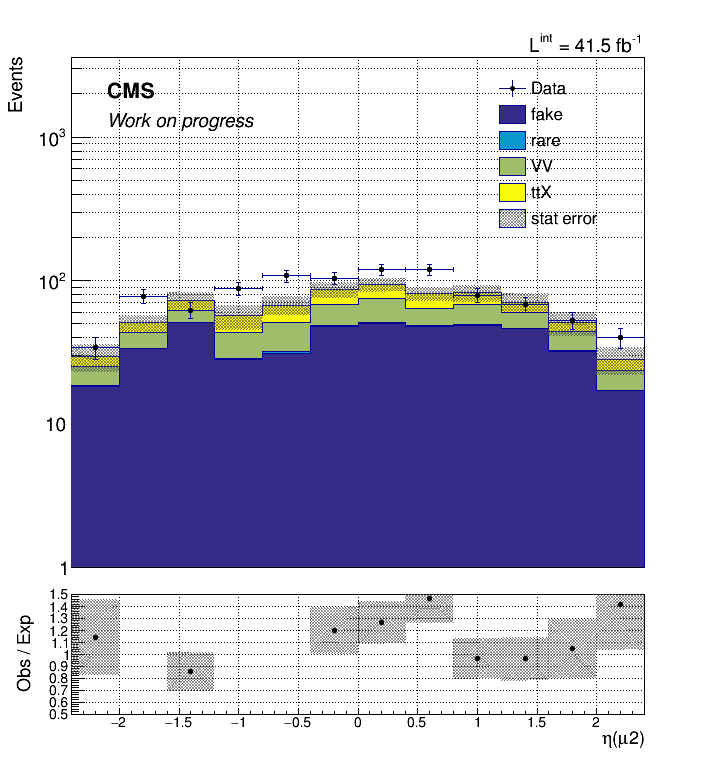 L^int = 41.5 fb^-1
Events
CMS
Work on progress
Data
fake
rare
VV
ttX
stat error
10^3
10^2
10
1
Obs / Exp
1.5
1.4
1.3
1.2
1.1
1
0.9
0.8
0.7
0.6
0.5
−2 −1.5 −1 −0.5 0 0.5 1 1.5 2
η(μ2)